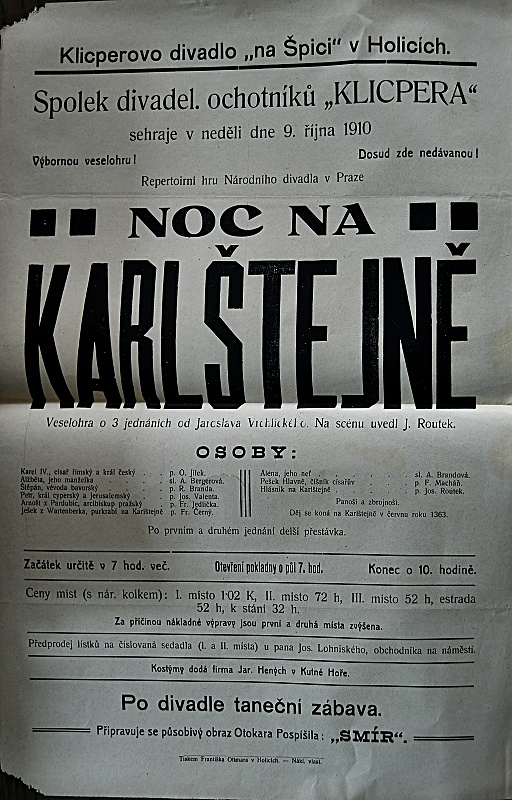 Klicperovo divadlo „na Špici" v Holicích.
Spolek divadel. ochotníků „KLICPERA"
sehraje v neděli dne 9. října 1910
Výbornou veselohru!
Dosud zde nedávanou!
Repertoirní hru Národního divadla v Praze
NOC NA
KARLŠTEJNĚ
Veselohra o 3 jednáních od Jaroslava Vrchlického. Na scénu uvedl J. Routek.
OSOBY:
Karel IV., císař římský a král český . . p. O. Jílek.
Alžběta, jeho manželka . . . sl. A. Bergerová.
Štěpán, vévoda bavorský . . . p. R. Branda.
Petr, král cyperský a jerusalemský . . p. Jos. Valenta.
Arnošt z Pardubic, arcibiskup pražský . p. Fr. Jedlička.
Ješek z Wartenberka, purkrabí na Karlštejně p. Fr. Černý.
Alena, jeho neť . . . . . sl. A. Brandová.
Pešek Hlavně, číšník císařův . . . p. F. Macháň.
Hlásník na Karlštejně . . . . p. Jos. Routek.
Panoši a zbrojnoši.
Děj se koná na Karlštejně v červnu roku 1363.
Po prvním a druhém jednání delší přestávka.
Začátek určitě v 7 hod. več. Otevření pokladny o půl 7. hod. Konec o 10. hodině.
Ceny míst (s nár. kolkem): I. místo 1·02 K, II. místo 72 h, III. místo 52 h, estrada
52 h, k stání 32 h.
Za příčinou nákladné výpravy jsou první a druhá místa zvýšena.
Předprodej lístků na číslovaná sedadla (I. a II. místa) u pana Jos. Lohniského, obchodníka na náměstí.
Kostýmy dodá firma Jar. Hených v Kutné Hoře.
Po divadle taneční zábava.
Připravuje se působivý obraz Otokara Pospíšila: „SMÍR".
Tiskem Františka Oltmara v Holicích. — Nákl. vlast.